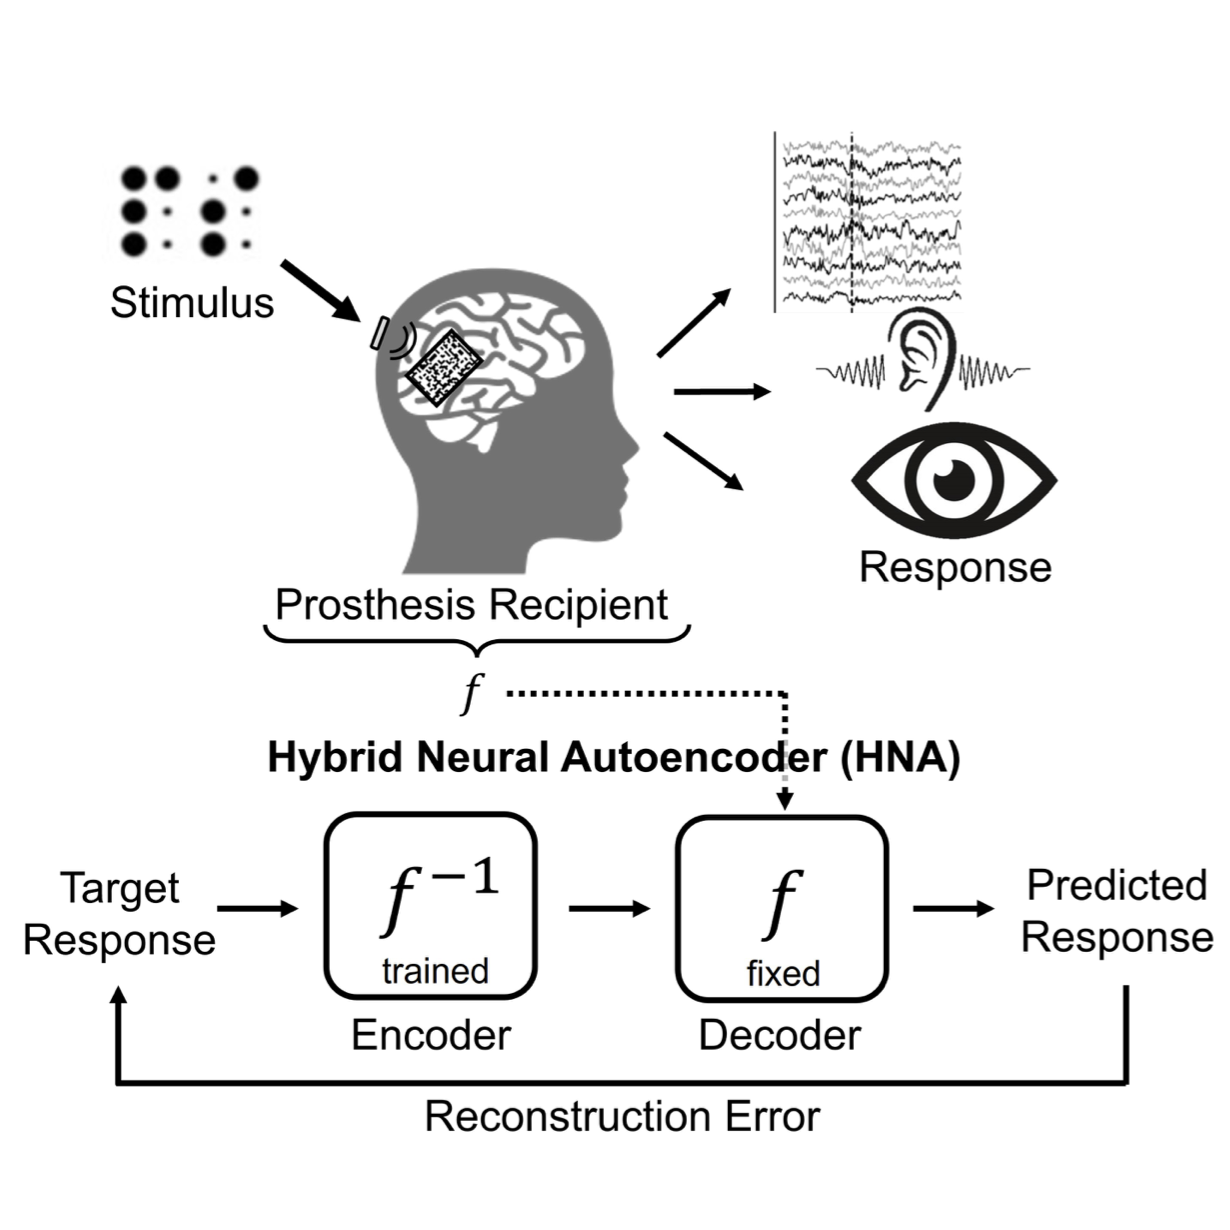 Stimulus
Response
Prosthesis Recipient
f
Hybrid Neural Autoencoder (HNA)
Target
Response
f⁻¹
trained
Encoder
f
fixed
Decoder
Predicted
Response
Reconstruction Error